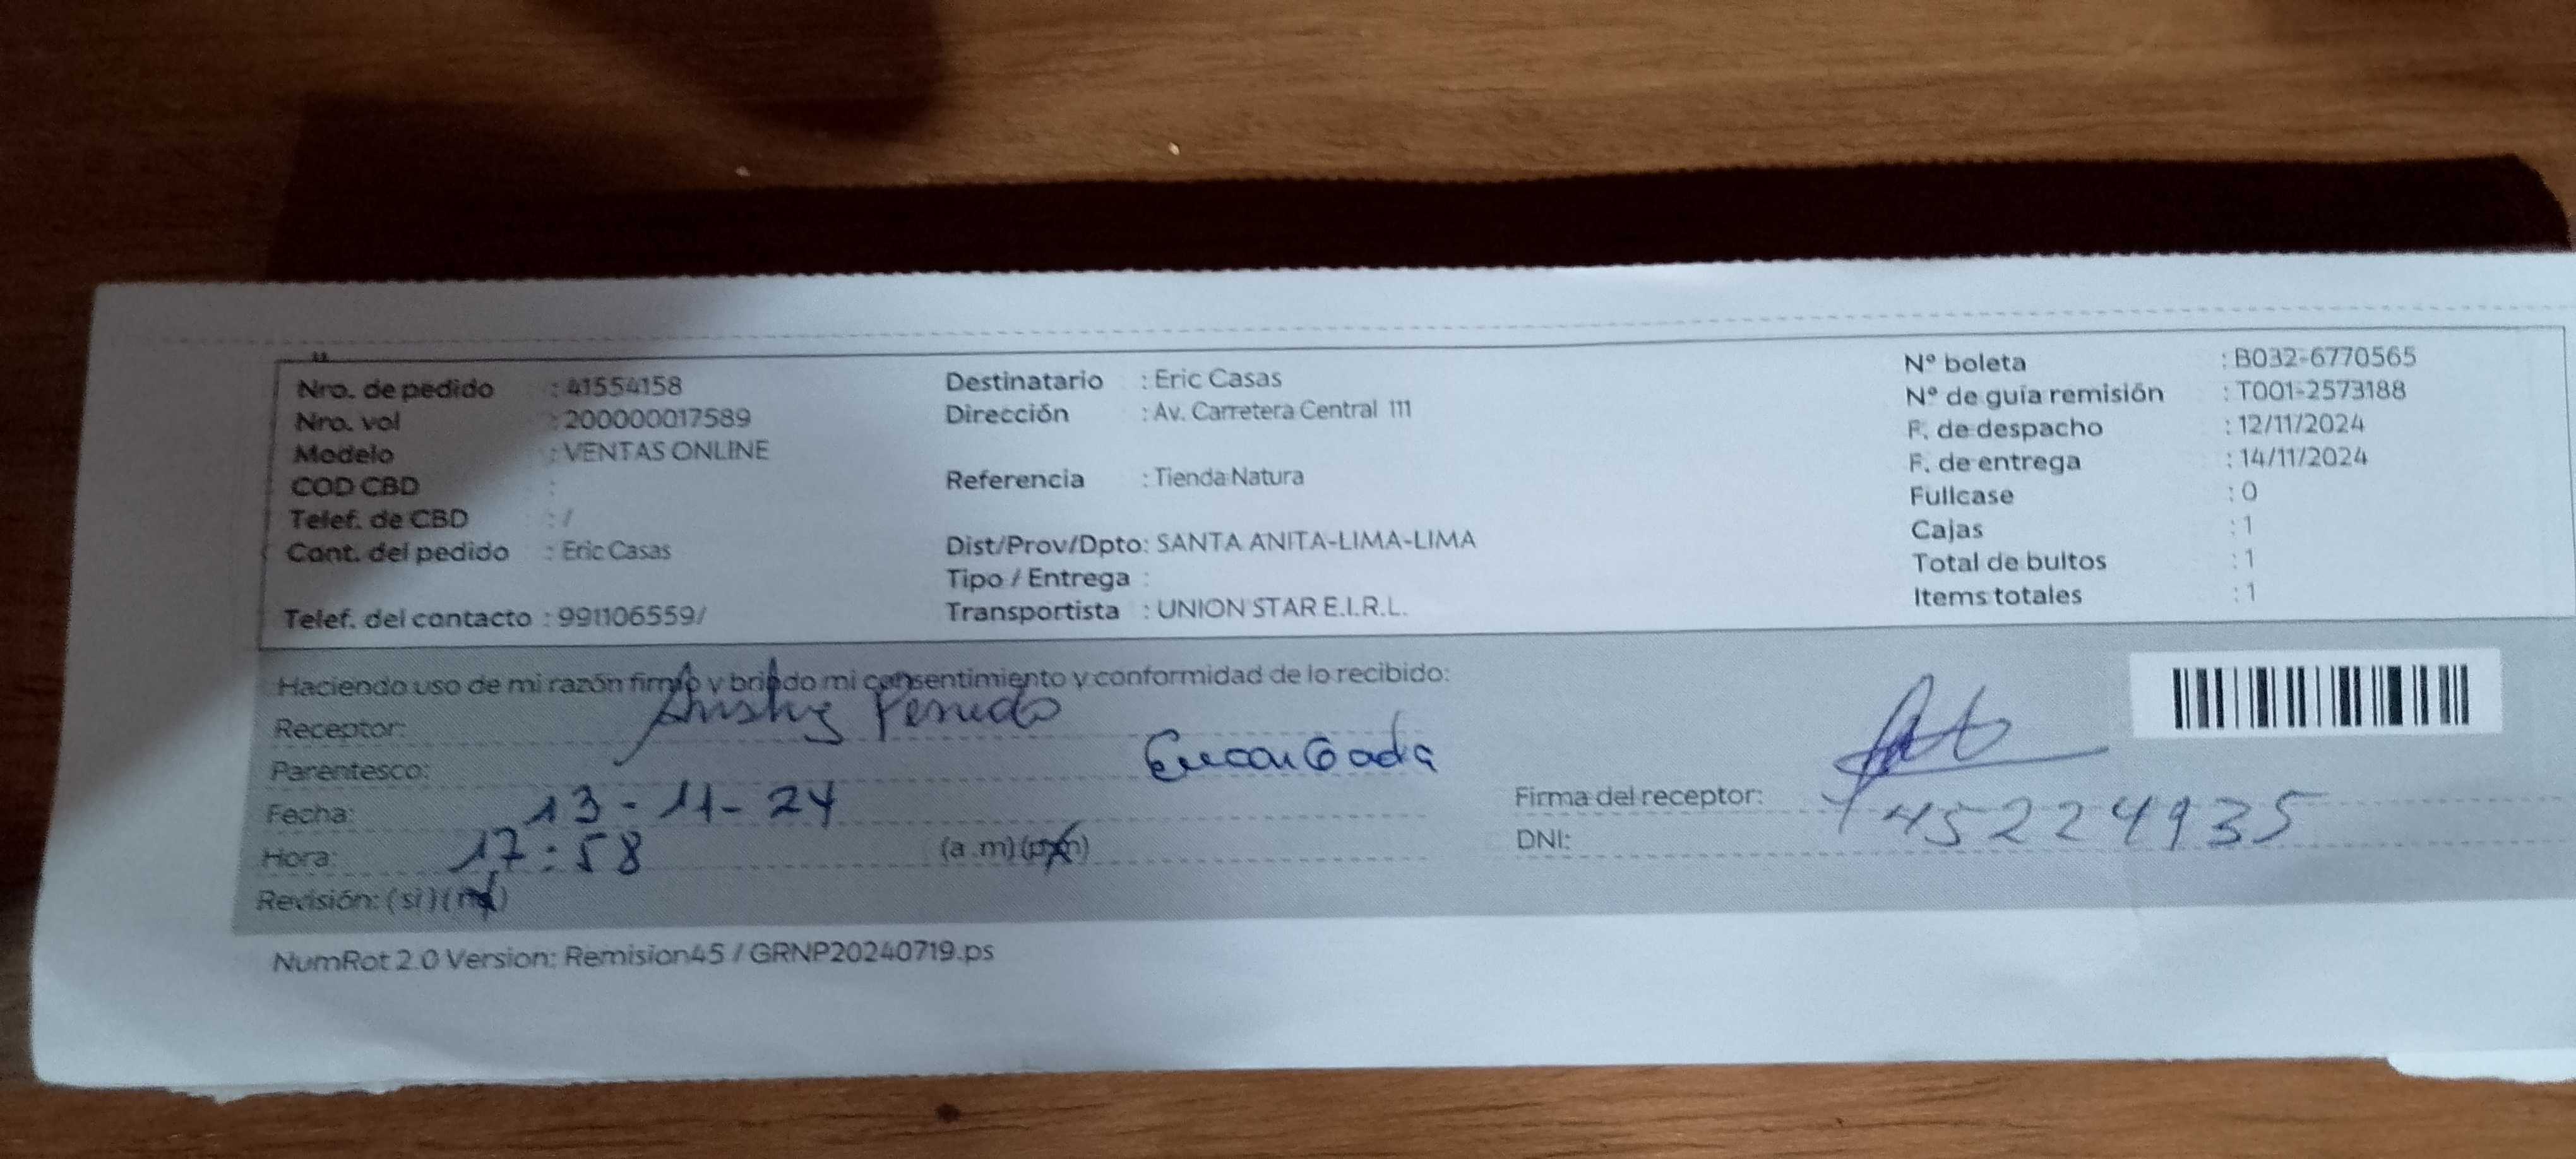 Nro. de pedido : 41554158
Nro. vol : 200000017589
Modelo : VENTAS ONLINE
COD CBD :
Telef. de CBD : /
Cont. del pedido : Eric Casas
Telef. del contacto : 991106559/
Destinatario : Eric Casas
Dirección : Av. Carretera Central 111
Referencia : Tienda Natura
Dist/Prov/Dpto: SANTA ANITA-LIMA-LIMA
Tipo / Entrega :
Transportista : UNION STAR E.I.R.L.
N° boleta : B032-6770565
N° de guía remisión : T001-2573188
F. de despacho : 12/11/2024
F. de entrega : 14/11/2024
Fullcase : 0
Cajas : 1
Total de bultos : 1
Items totales : 1
Haciendo uso de mi razón firmo y brindo mi consentimiento y conformidad de lo recibido:
Receptor:
Parentesco: EncarGada
Fecha: 13-11-24
Hora: 17:58 (a.m)(p.m)
Revisión: (si)(no)
Firma del receptor:
DNI: 45224935
NumRot 2.0 Version: Remision45 / GRNP20240719.ps